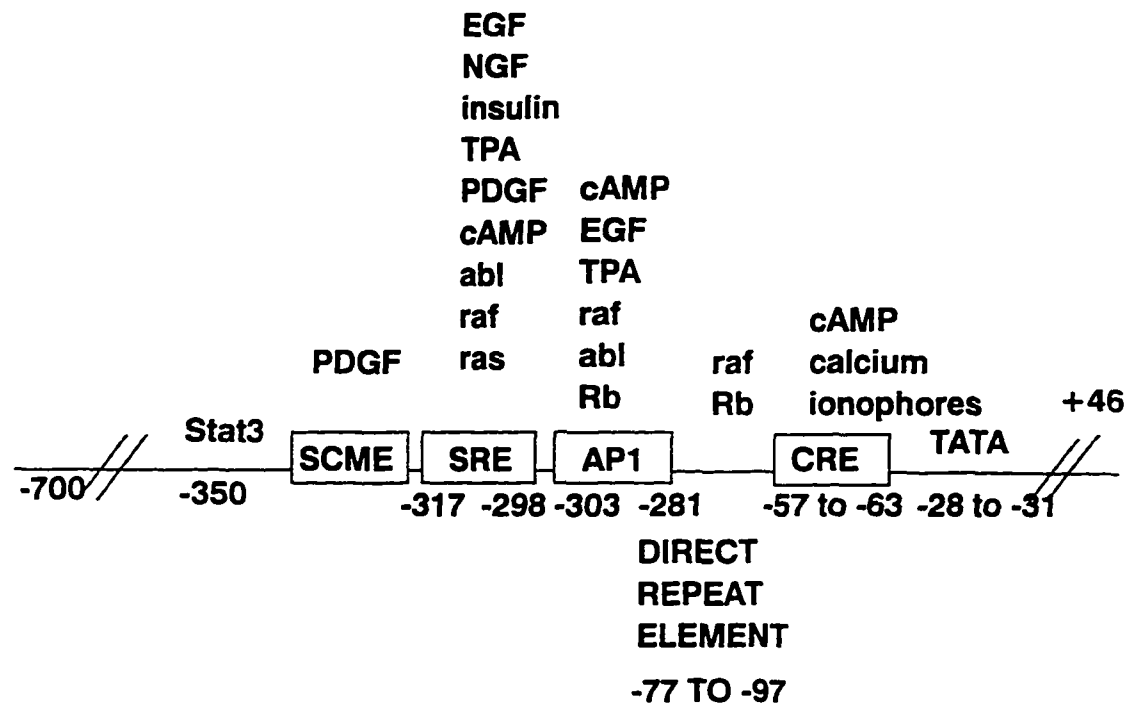 EGF
NGF
insulin
TPA
PDGF
cAMP
abl
raf
ras
cAMP
EGF
TPA
raf
abl
Rb
PDGF
raf
Rb
cAMP
calcium
ionophores
+46
Stat3
TATA
SCME
SRE
AP1
CRE
-700
-350
-317 -298 -303 -281
-57 to -63 -28 to -31
DIRECT
REPEAT
ELEMENT
-77 TO -97